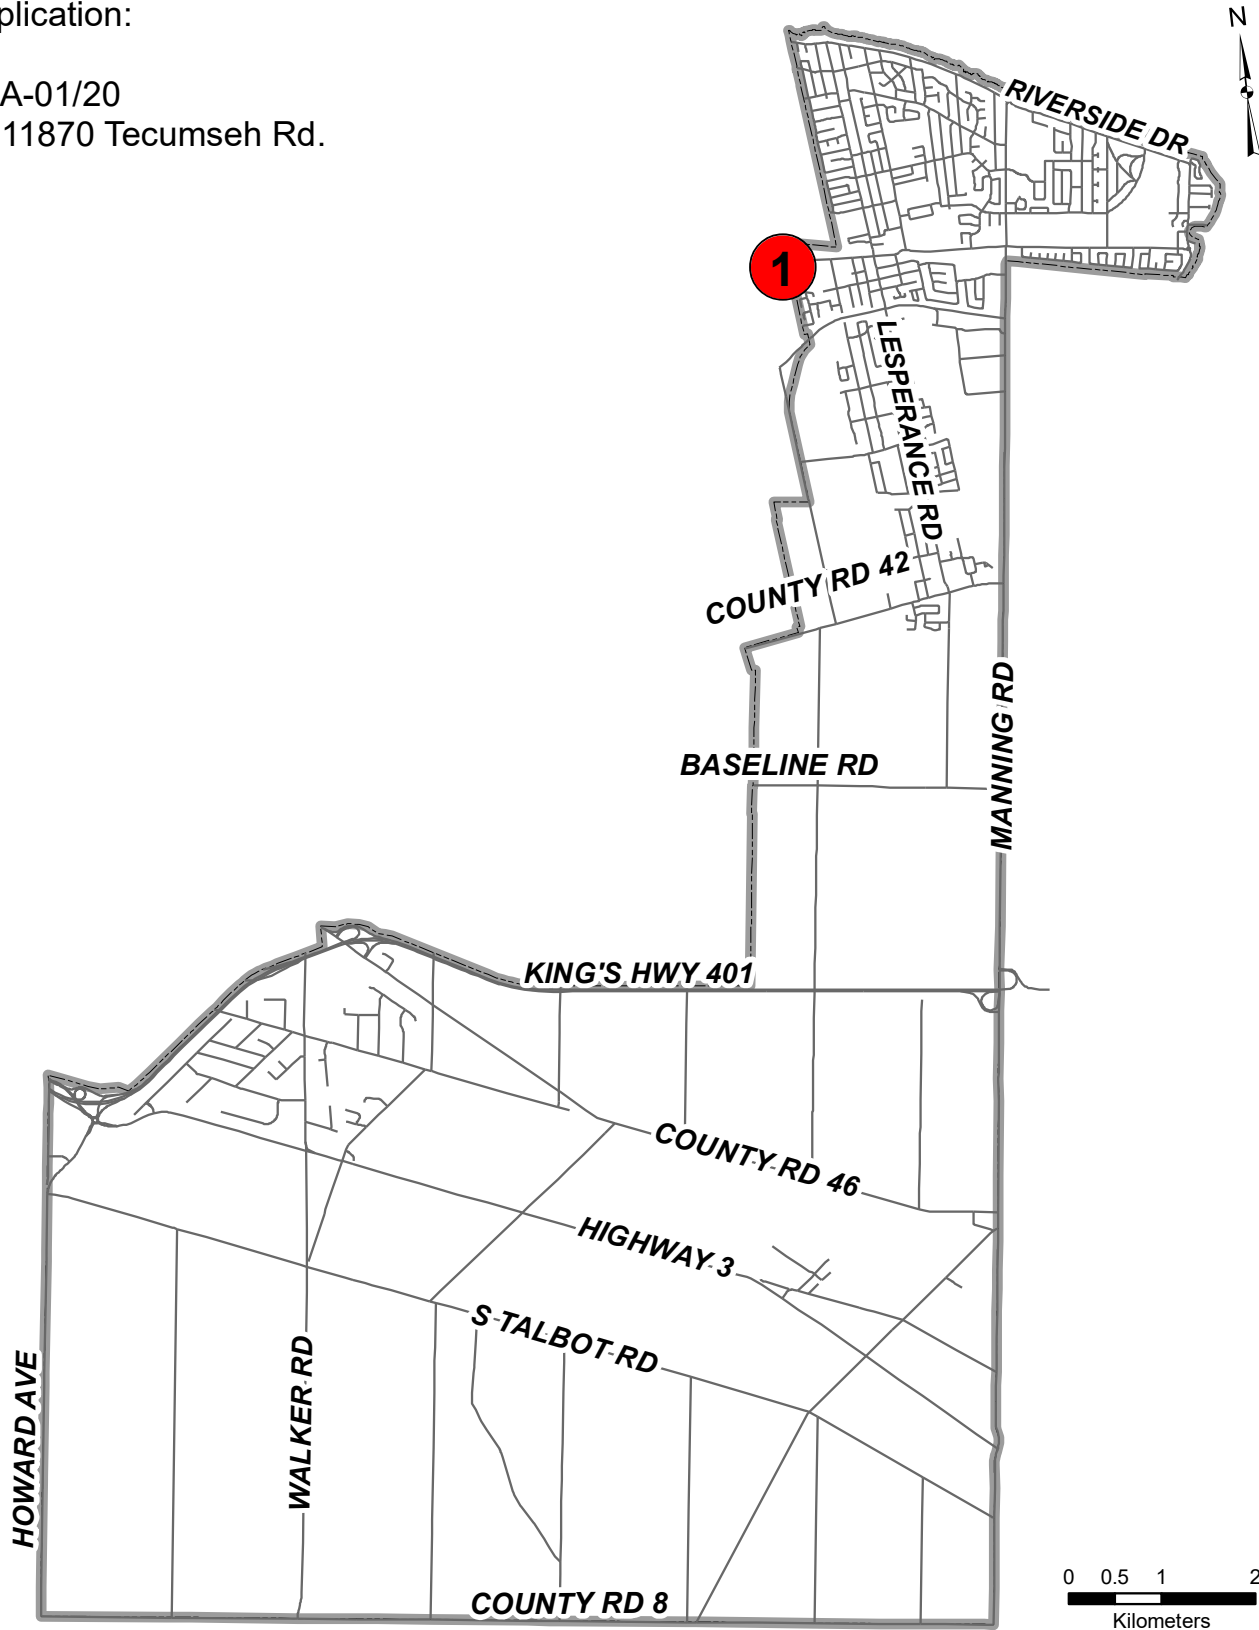 plication:
A-01/20
11870 Tecumseh Rd.
N
RIVERSIDE DR
1
LESPERANCE RD
COUNTY RD 42
MANNING RD
BASELINE RD
KING'S HWY 401
COUNTY RD 46
HIGHWAY 3
S TALBOT RD
WALKER RD
HOWARD AVE
COUNTY RD 8
0 0.5 1 2
Kilometers